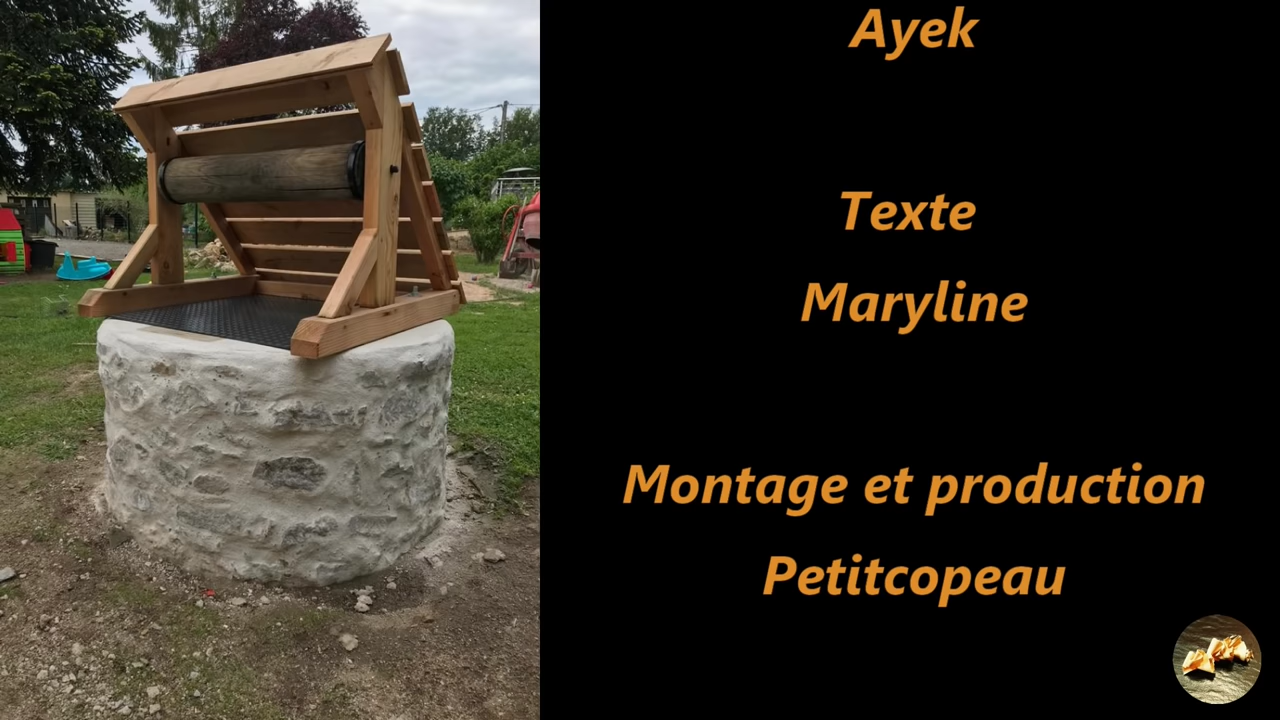 Ayek
Texte
Maryline
Montage et production
Petitcopeau